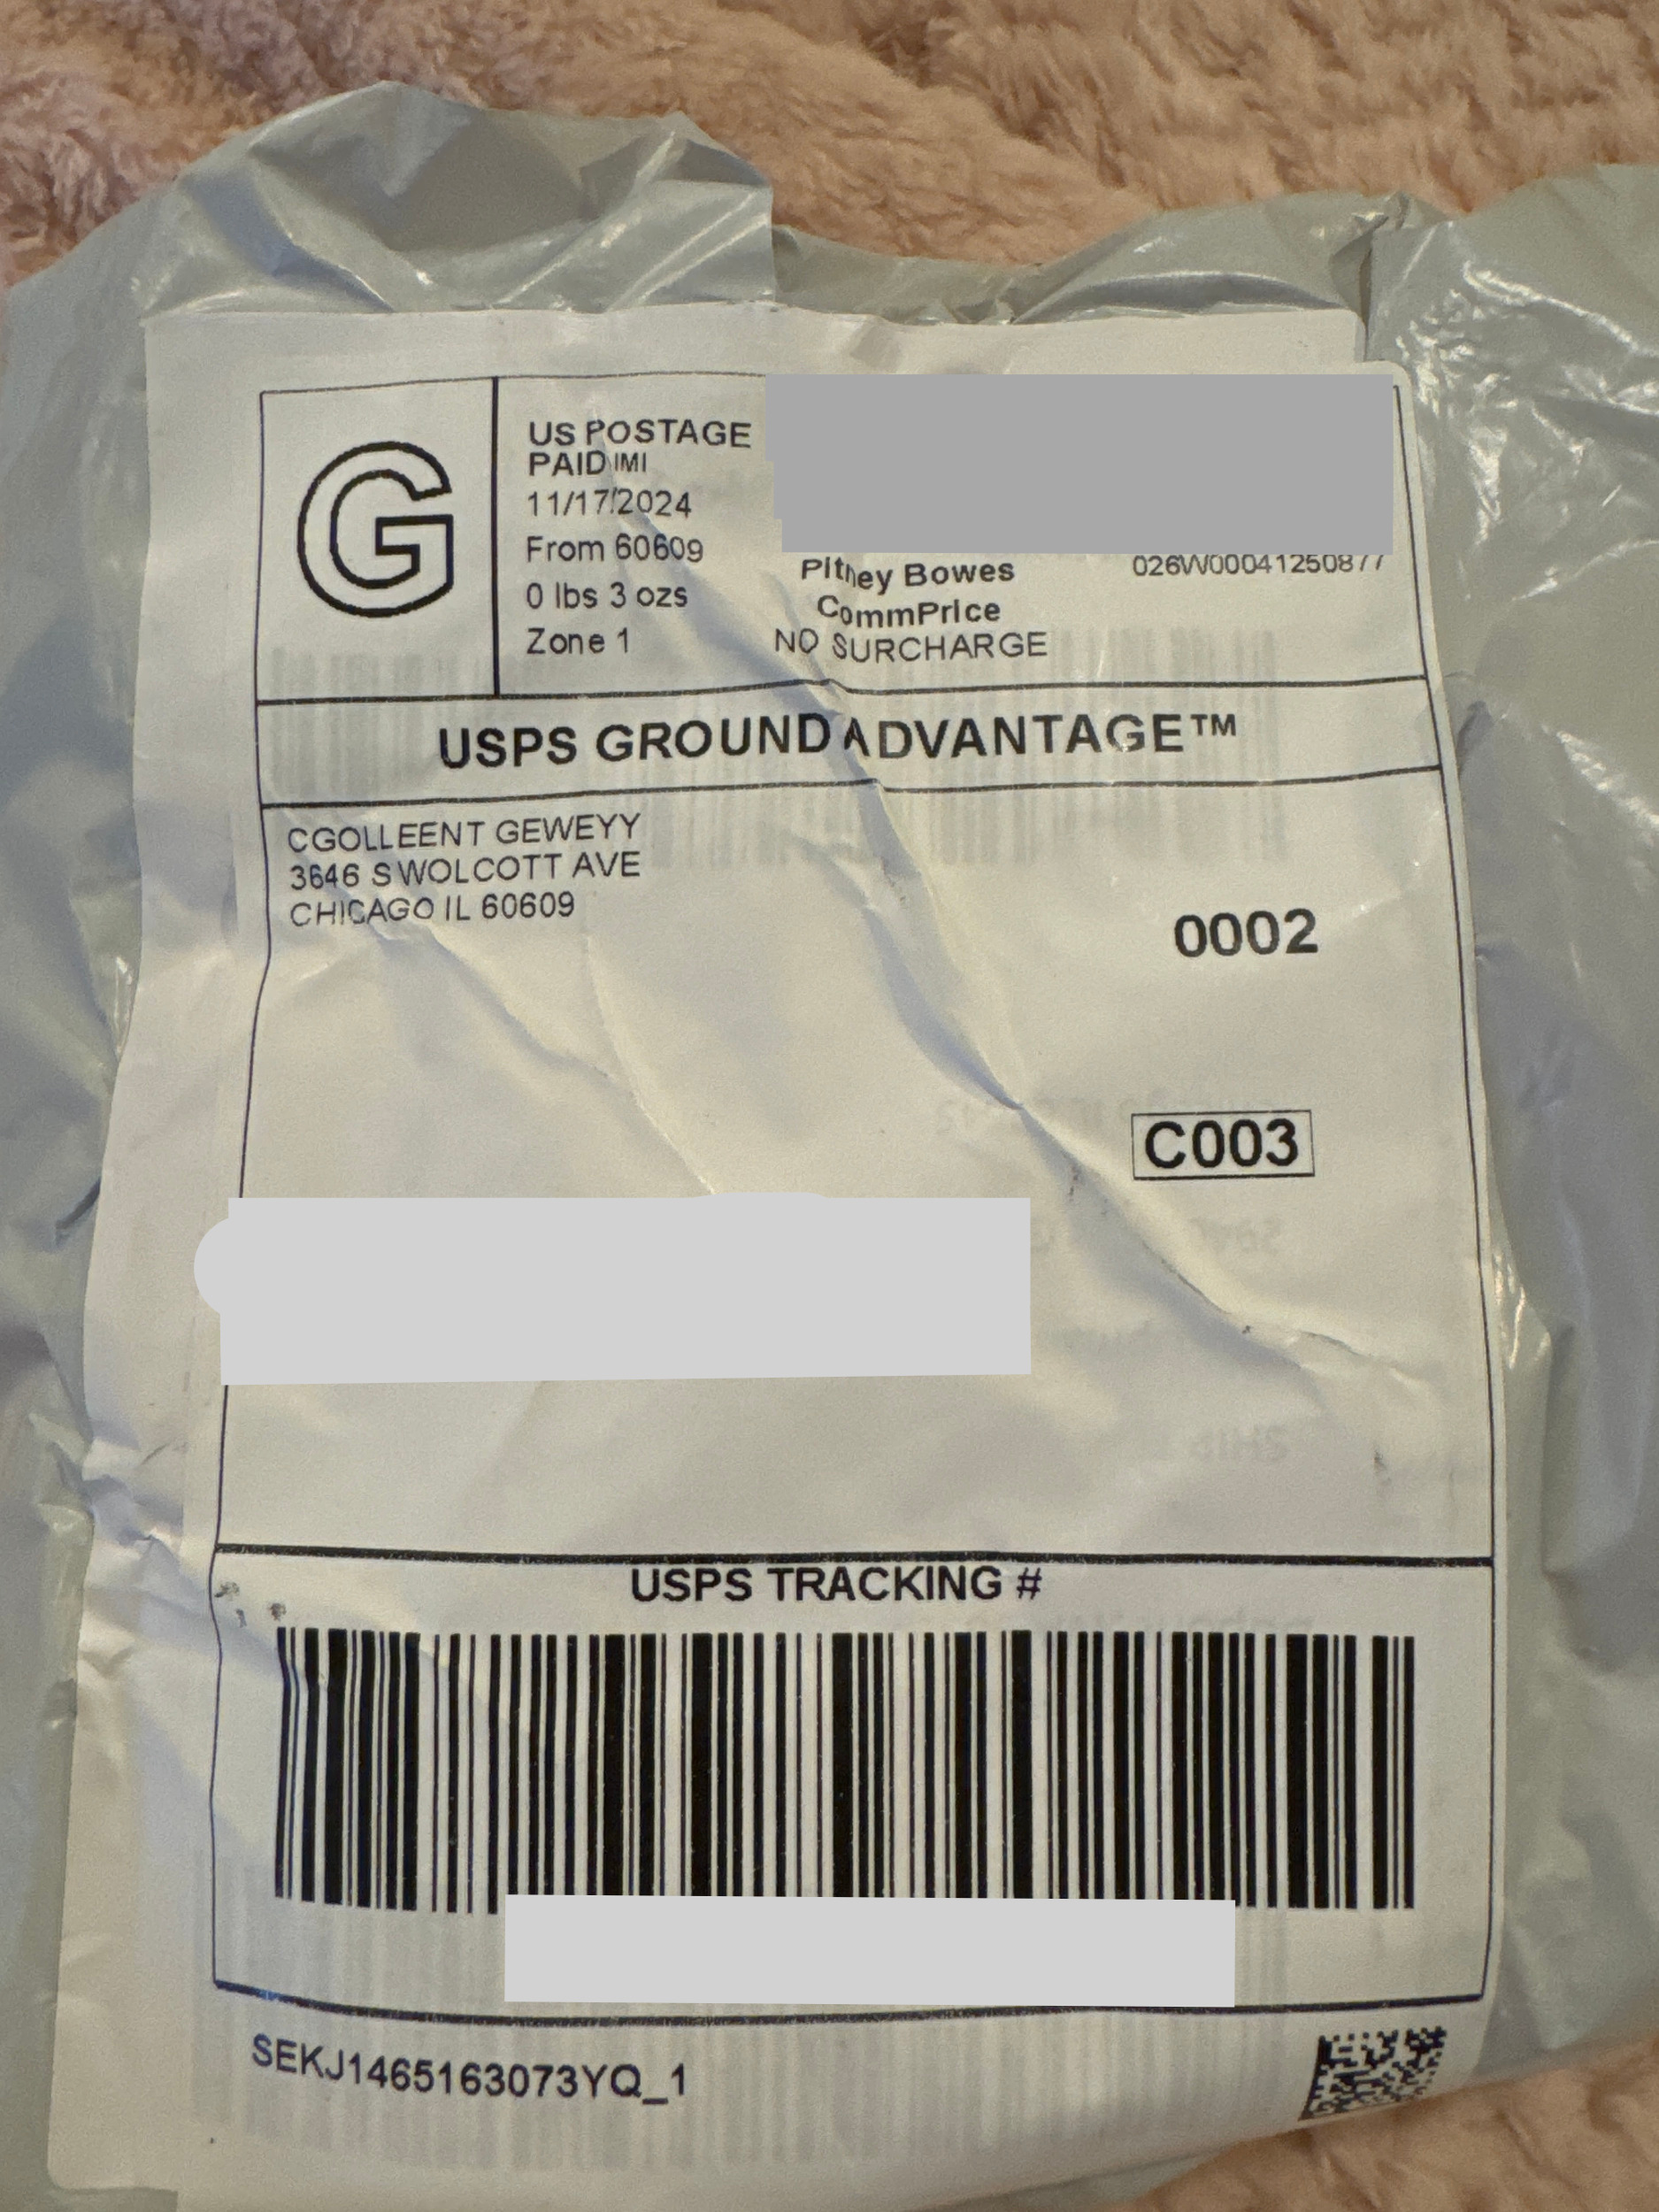 G
US POSTAGE
PAID IMI
11/17/2024
From 60609
0 lbs 3 ozs
Zone 1
026W00041250877
Pitney Bowes
CommPrice
NO SURCHARGE
USPS GROUND ADVANTAGE™
CGOLLEENT GEWEYY
3646 S WOLCOTT AVE
CHICAGO IL 60609
0002
C003
USPS TRACKING #
SEKJ1465163073YQ_1